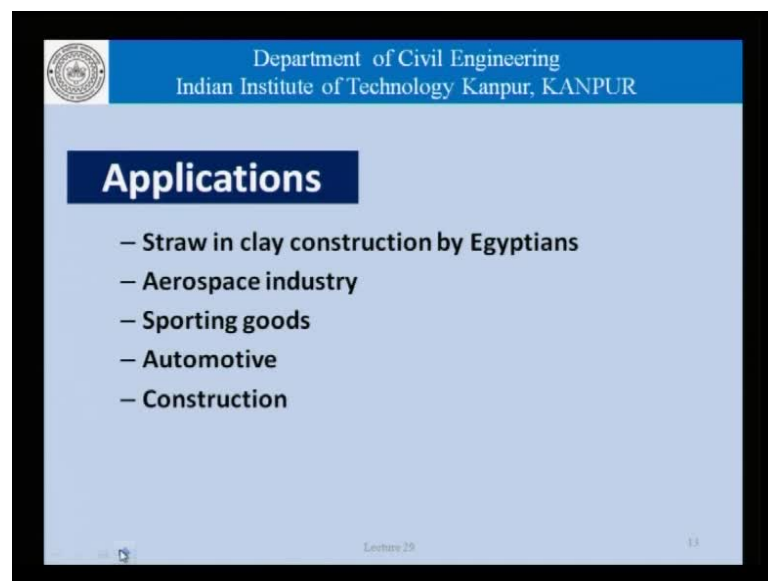 Department of Civil Engineering
Indian Institute of Technology Kanpur, KANPUR
Applications
– Straw in clay construction by Egyptians
– Aerospace industry
– Sporting goods
– Automotive
– Construction
Lecture 29
13